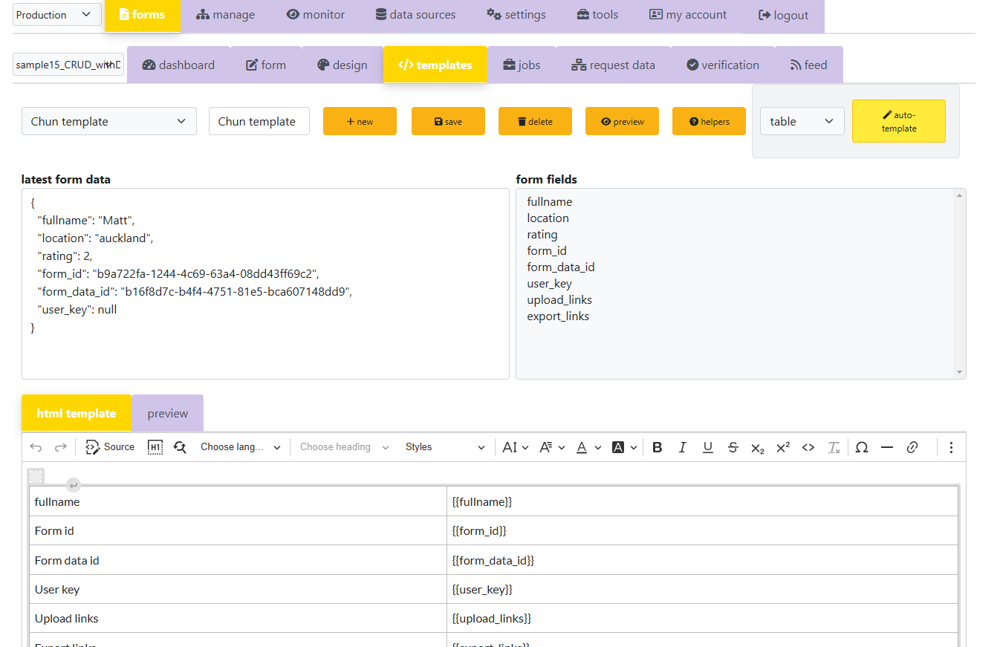 Production forms manage monitor data sources settings tools my account logout
sample15_CRUD_withD dashboard form design </> templates jobs request data verification feed
Chun template Chun template + new save delete preview helpers table auto-
template
latest form data form fields
{
"fullname": "Matt",
"location": "auckland",
"rating": 2,
"form_id": "b9a722fa-1244-4c69-63a4-08dd43ff69c2",
"form_data_id": "b16f8d7c-b4f4-4751-81e5-bca607148dd9",
"user_key": null
}
fullname
location
rating
form_id
form_data_id
user_key
upload_links
export_links
html template preview
Source H1 Choose lang... Choose heading Styles
fullname {{fullname}}
Form id {{form_id}}
Form data id {{form_data_id}}
User key {{user_key}}
Upload links {{upload_links}}
Export links {{export_links}}